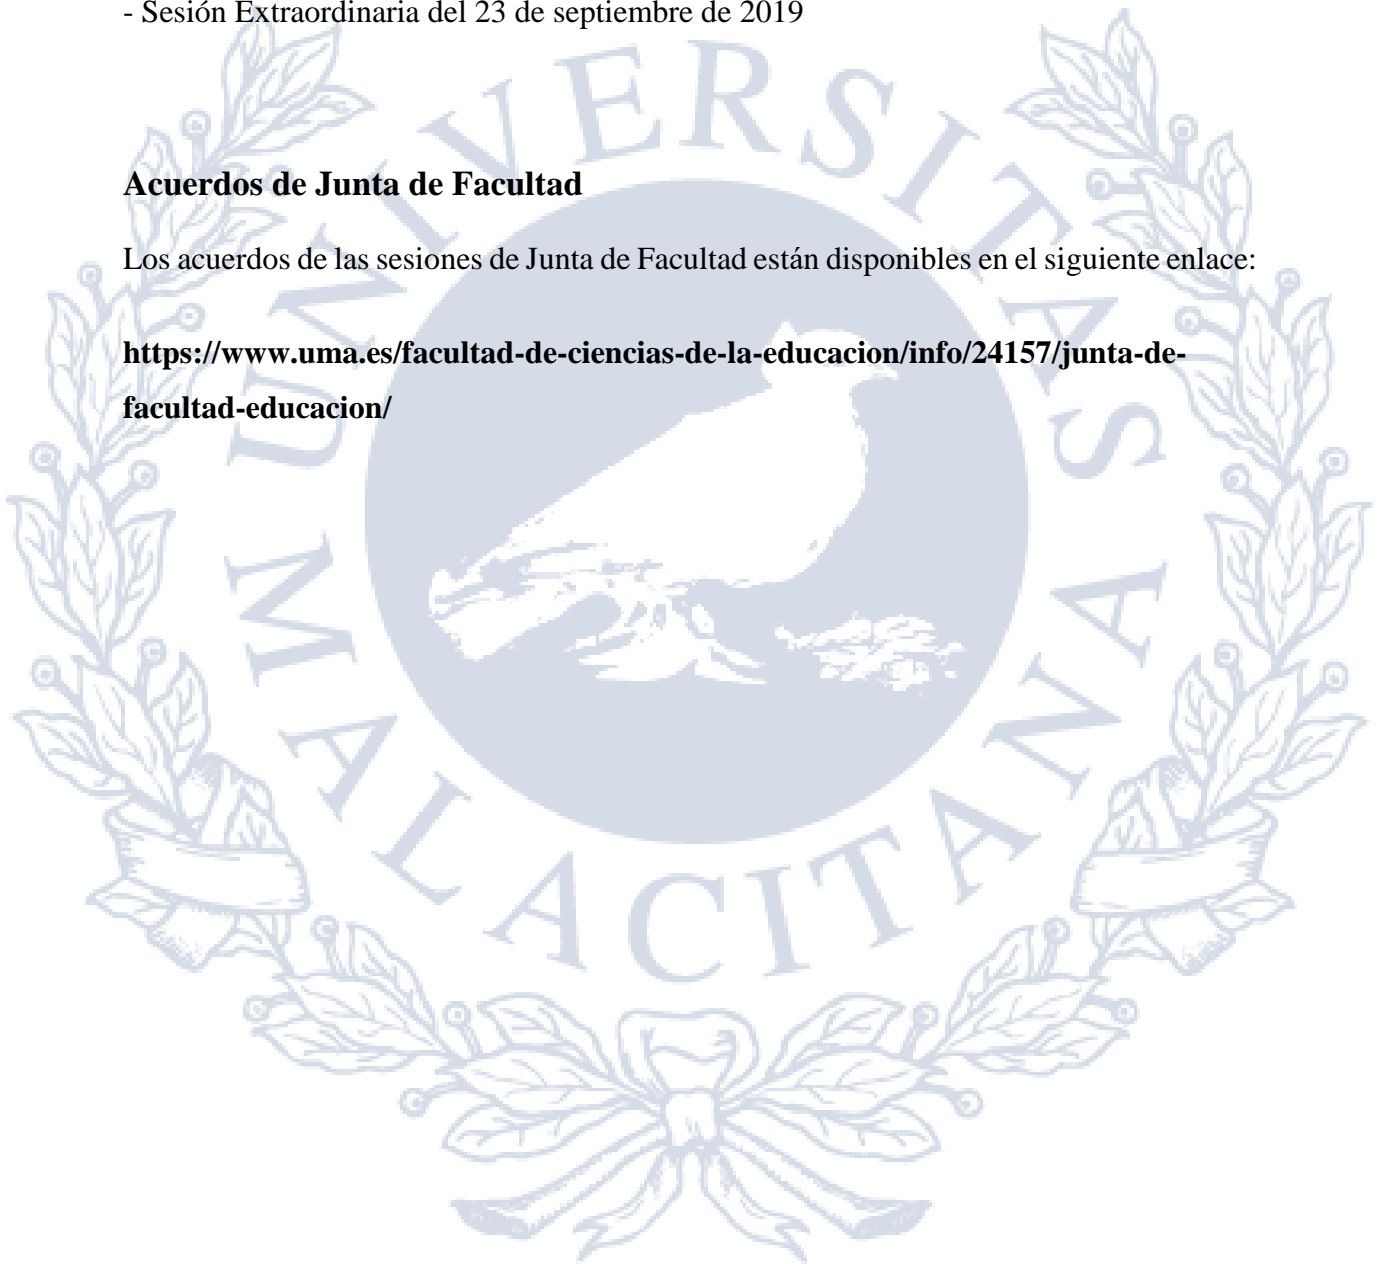 - Sesión Extraordinaria del 23 de septiembre de 2019
Acuerdos de Junta de Facultad
Los acuerdos de las sesiones de Junta de Facultad están disponibles en el siguiente enlace:
https://www.uma.es/facultad-de-ciencias-de-la-educacion/info/24157/junta-de-
facultad-educacion/
UNIVERSITAS
MALACITANA